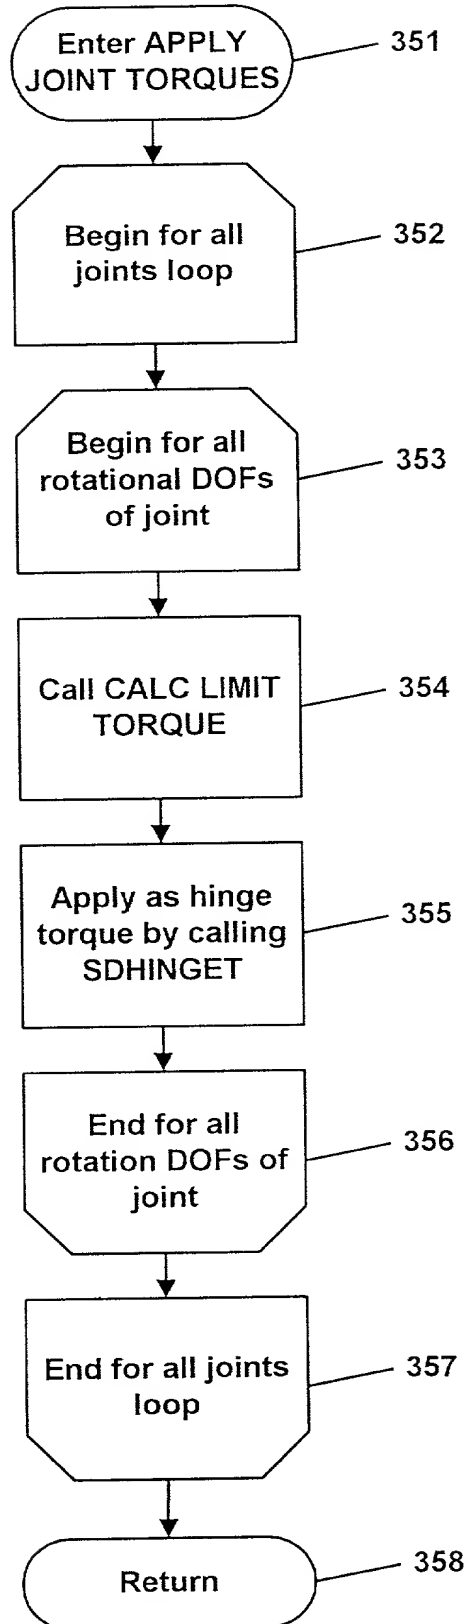 Enter APPLY
JOINT TORQUES
351
Begin for all
joints loop
352
Begin for all
rotational DOFs
of joint
353
Call CALC LIMIT
TORQUE
354
Apply as hinge
torque by calling
SDHINGET
355
End for all
rotation DOFs of
joint
356
End for all joints
loop
357
Return
358